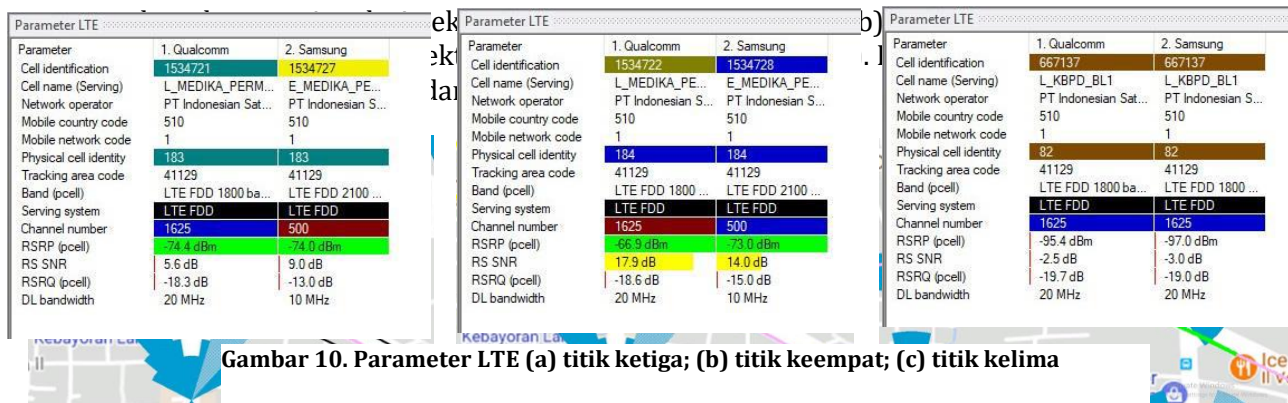 Parameter LTE
Parameter 1. Qualcomm 2. Samsung
Cell identification 1534721 1534727
Cell name (Serving) L_MEDIKA_PERM... E_MEDIKA_PE...
Network operator PT Indonesian Sat... PT Indonesian S...
Mobile country code 510 510
Mobile network code 1 1
Physical cell identity 183 183
Tracking area code 41129 41129
Band (pcell) LTE FDD 1800 ba... LTE FDD 2100 ...
Serving system LTE FDD LTE FDD
Channel number 1625 500
RSRP (pcell) -74.4 dBm -74.0 dBm
RS SNR 5.6 dB 9.0 dB
RSRQ (pcell) -18.3 dB -13.0 dB
DL bandwidth 20 MHz 10 MHz
Parameter LTE
Parameter 1. Qualcomm 2. Samsung
Cell identification 1534722 1534728
Cell name (Serving) L_MEDIKA_PE... E_MEDIKA_PE...
Network operator PT Indonesian S... PT Indonesian S...
Mobile country code 510 510
Mobile network code 1 1
Physical cell identity 184 184
Tracking area code 41129 41129
Band (pcell) LTE FDD 1800 ... LTE FDD 2100 ...
Serving system LTE FDD LTE FDD
Channel number 1625 500
RSRP (pcell) -66.9 dBm -73.0 dBm
RS SNR 17.9 dB 14.0 dB
RSRQ (pcell) -18.6 dB -15.0 dB
DL bandwidth 20 MHz 10 MHz
b)
Parameter LTE
Parameter 1. Qualcomm 2. Samsung
Cell identification 667137 667137
Cell name (Serving) L_KBPD_BL1 L_KBPD_BL1
Network operator PT Indonesian Sat... PT Indonesian S...
Mobile country code 510 510
Mobile network code 1 1
Physical cell identity 82 82
Tracking area code 41129 41129
Band (pcell) LTE FDD 1800 ba... LTE FDD 1800 ...
Serving system LTE FDD LTE FDD
Channel number 1625 1625
RSRP (pcell) -95.4 dBm -97.0 dBm
RS SNR -2.5 dB -3.0 dB
RSRQ (pcell) -19.7 dB -19.0 dB
DL bandwidth 20 MHz 20 MHz
Gambar 10. Parameter LTE (a) titik ketiga; (b) titik keempat; (c) titik kelima